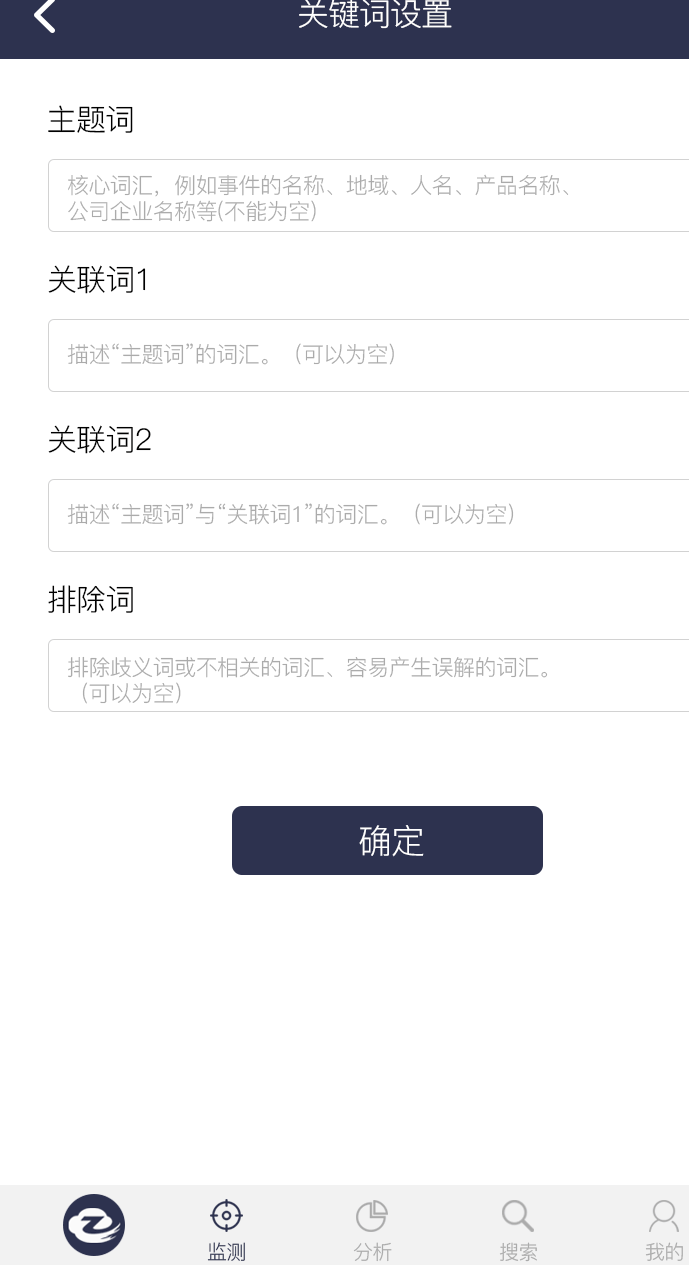 关键词设置
主题词
核心词汇，例如事件的名称、地域、人名、产品名称、
公司企业名称等(不能为空)
关联词1
描述“主题词”的词汇。（可以为空）
关联词2
描述“主题词”与“关联词1”的词汇。（可以为空）
排除词
排除歧义词或不相关的词汇、容易产生误解的词汇。
（可以为空）
确定
监测
分析
搜索
我的